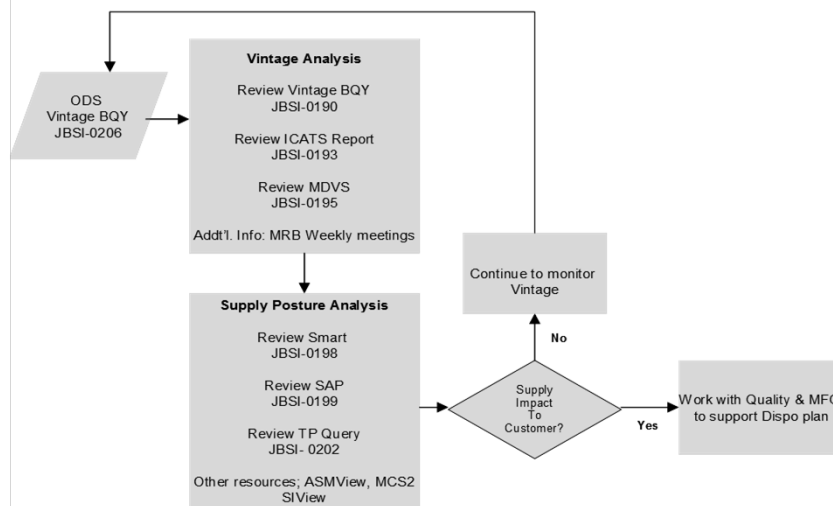 ODS
Vintage BQY
JBSI-0206
Vintage Analysis
Review Vintage BQY
JBSI-0190
Review ICATS Report
JBSI-0193
Review MDVS
JBSI-0195
Addt'l. Info: MRB Weekly meetings
Supply Posture Analysis
Review Smart
JBSI-0198
Review SAP
JBSI-0199
Review TP Query
JBSI- 0202
Other resources; ASMView, MCS2
SIView
Supply
Impact
To
Customer?
No
Continue to monitor
Vintage
Yes
Work with Quality & MFG
to support Dispo plan